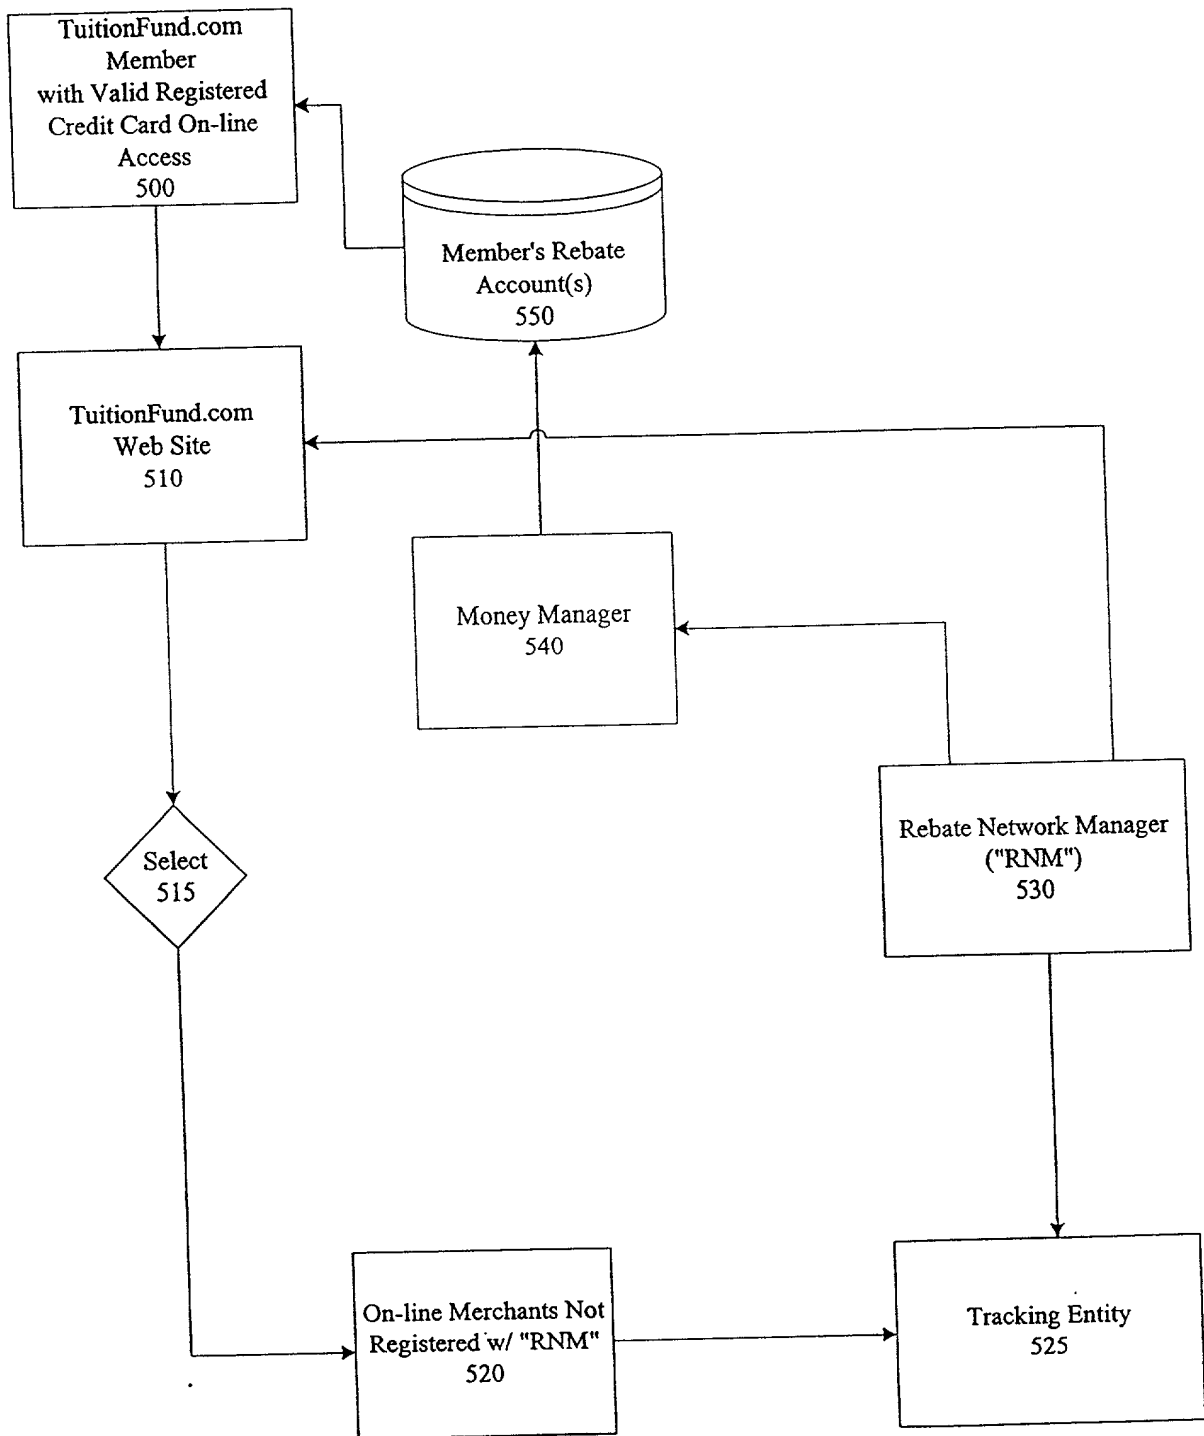 TuitionFund.com
Member
with Valid Registered
Credit Card On-line
Access
500
Member's Rebate
Account(s)
550
TuitionFund.com
Web Site
510
Money Manager
540
Select
515
Rebate Network Manager
("RNM")
530
On-line Merchants Not
Registered w/ "RNM"
520
Tracking Entity
525